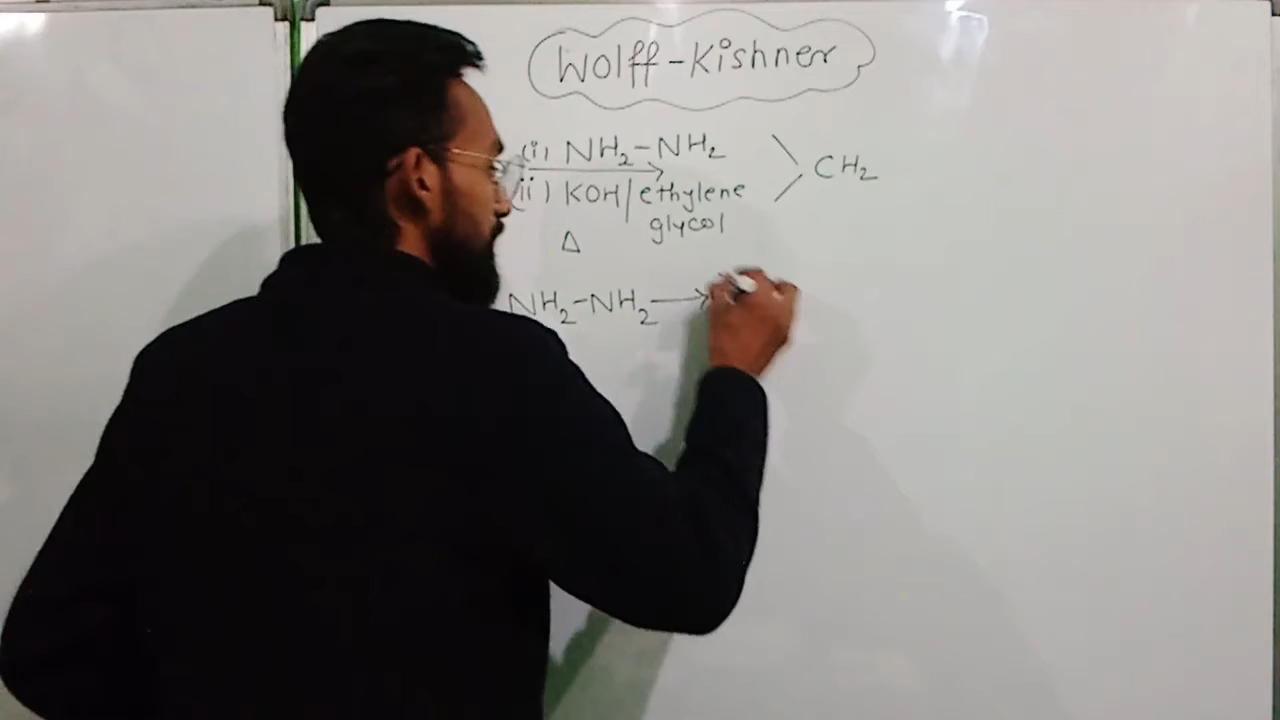 Wolff-Kishner
(i) NH₂-NH₂
CH₂
(ii) KOH/ethylene
glycol
Δ
NH₂-NH₂ ⟶